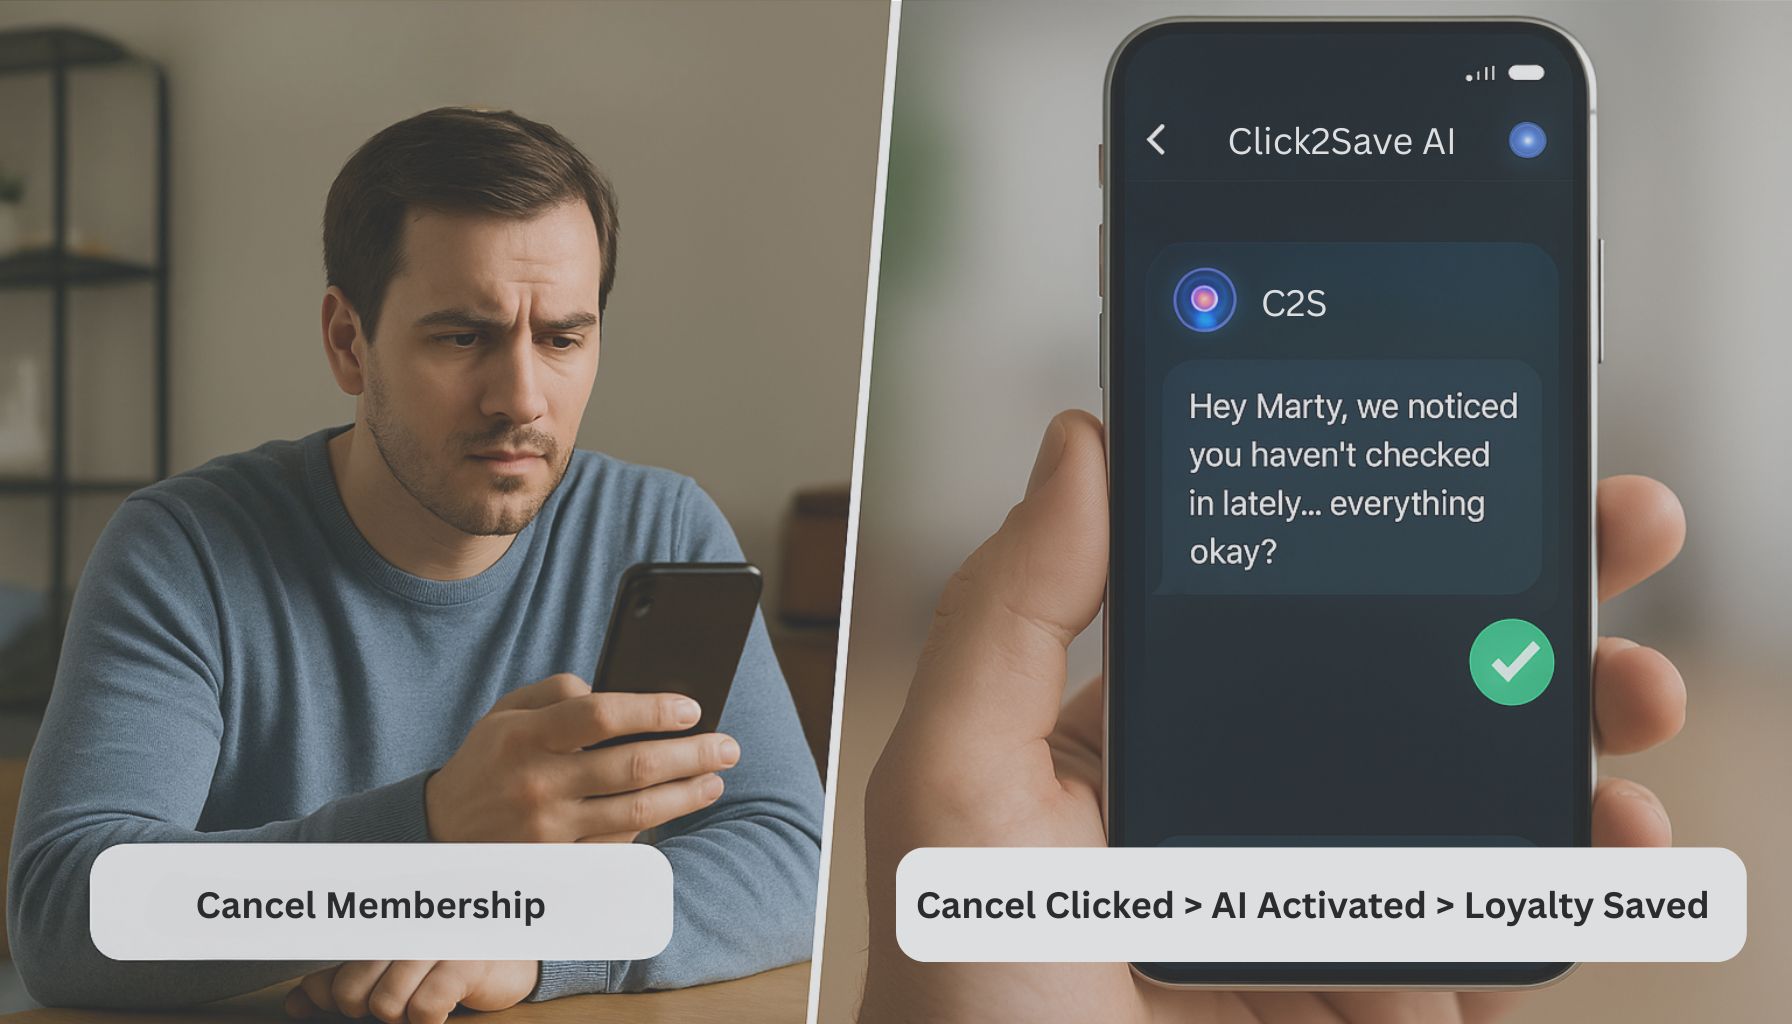 Cancel Membership
Click2Save AI
C2S
Hey Marty, we noticed
you haven't checked
in lately... everything
okay?
Cancel Clicked > AI Activated > Loyalty Saved